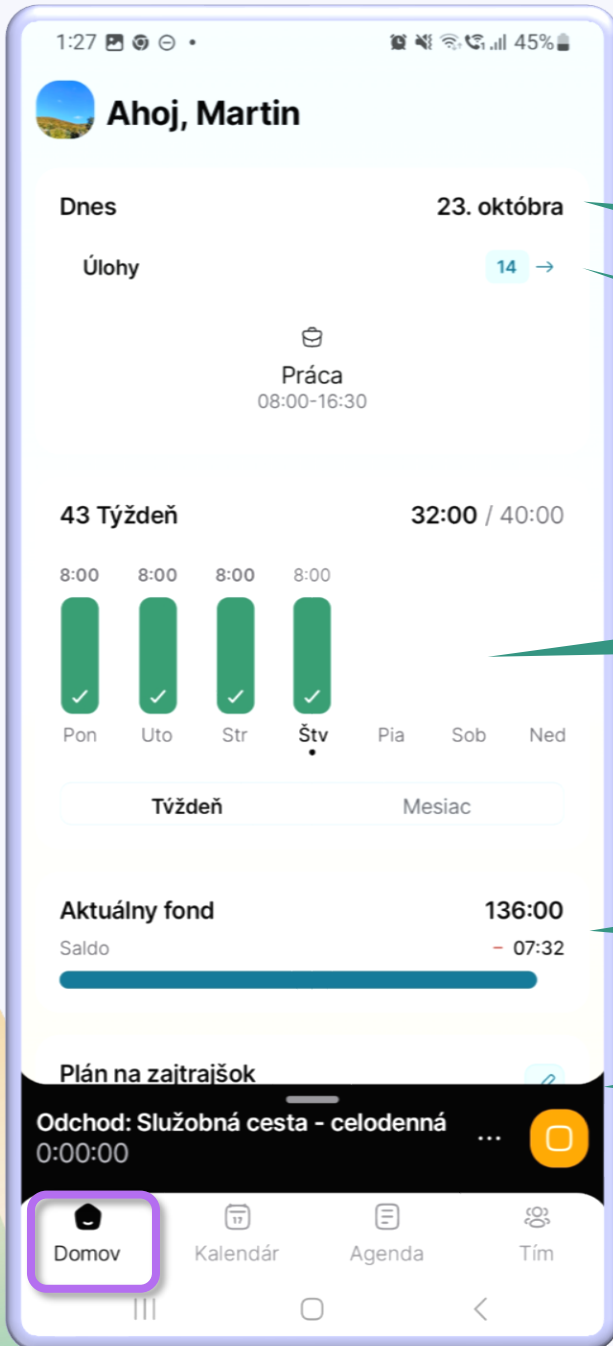 1:27 45%
Ahoj, Martin
Dnes 23. októbra
Úlohy 14 →
Práca
08:00-16:30
43 Týždeň 32:00 / 40:00
8:00 8:00 8:00 8:00
Pon Uto Str Štv Pia Sob Ned
Týždeň Mesiac
Aktuálny fond 136:00
Saldo - 07:32
Plán na zajtrajšok
Odchod: Služobná cesta - celodenná ...
0:00:00
17
Domov Kalendár Agenda Tím